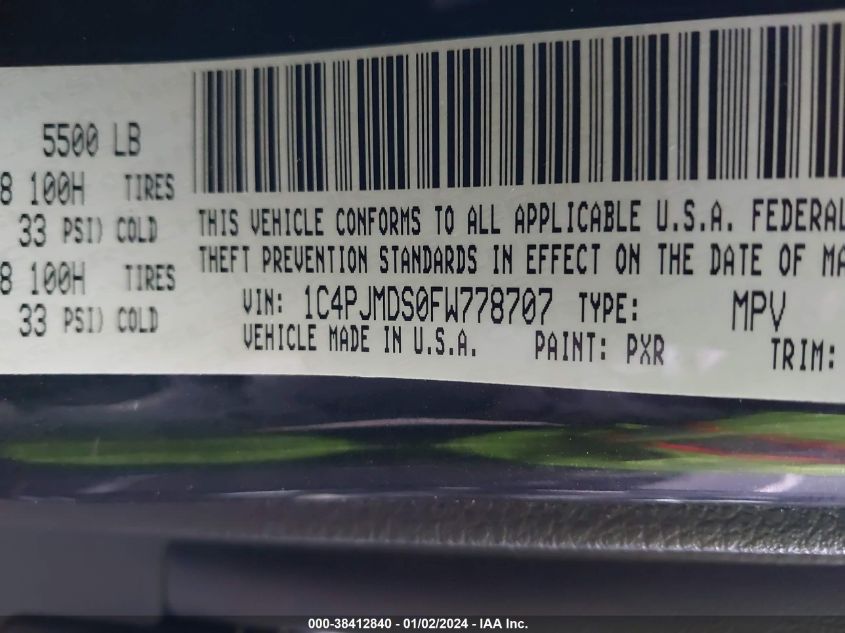 5500 LB
8 100H TIRES
33 PSI) COLD
8 100H TIRES
33 PSI) COLD
THIS VEHICLE CONFORMS TO ALL APPLICABLE U.S.A. FEDERAL
THEFT PREVENTION STANDARDS IN EFFECT ON THE DATE OF MA
VIN: 1C4PJMDS0FW778707 TYPE: MPV
VEHICLE MADE IN U.S.A. PAINT: PXR TRIM:
000-38412840 - 01/02/2024 - IAA Inc.